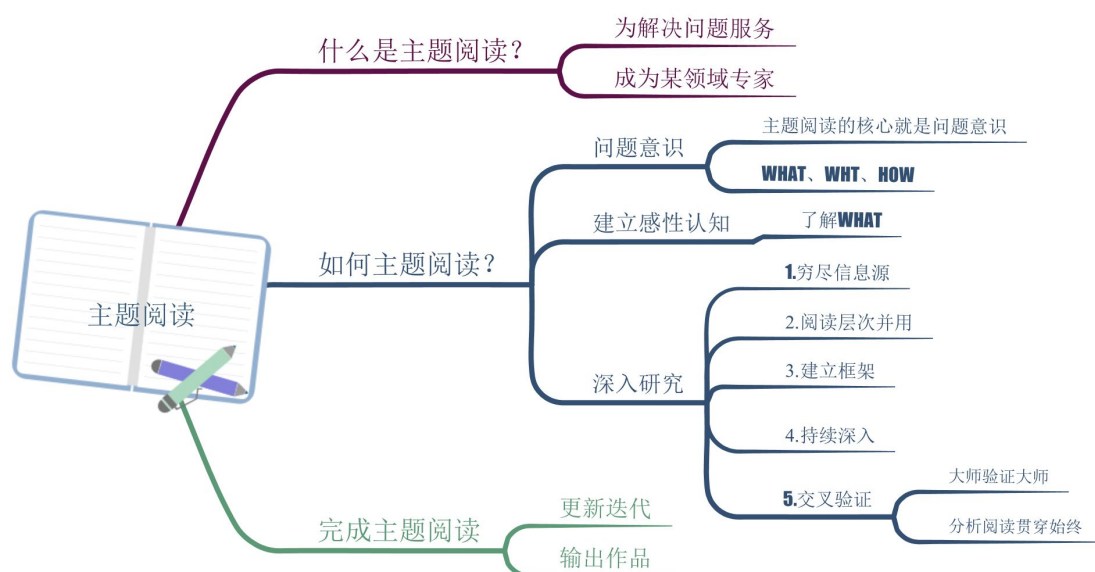 什么是主题阅读？
为解决问题服务
成为某领域专家
主题阅读
如何主题阅读？
问题意识
主题阅读的核心就是问题意识
WHAT、WHT、HOW
建立感性认知
了解WHAT
深入研究
1.穷尽信息源
2.阅读层次并用
3.建立框架
4.持续深入
5.交叉验证
大师验证大师
分析阅读贯穿始终
完成主题阅读
更新迭代
输出作品